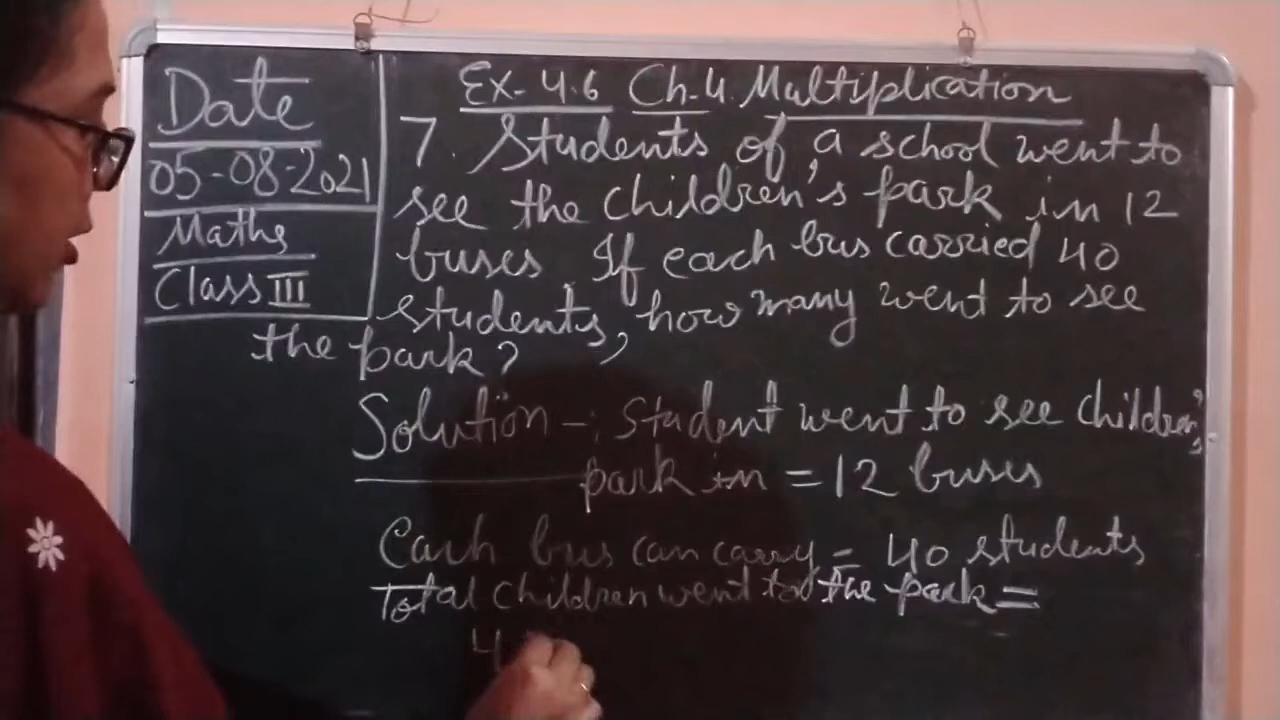 Date
05-08-2021
Maths
Class III
Ex- 4.6 Ch-4. Multiplication
7. Students of a school went to
see the children's park in 12
buses. If each bus carried 40
students, how many went to see
the park?
Solution -: Student went to see Children's
park in = 12 buses
Each bus can carry = 40 students
Total children went to the park =
4